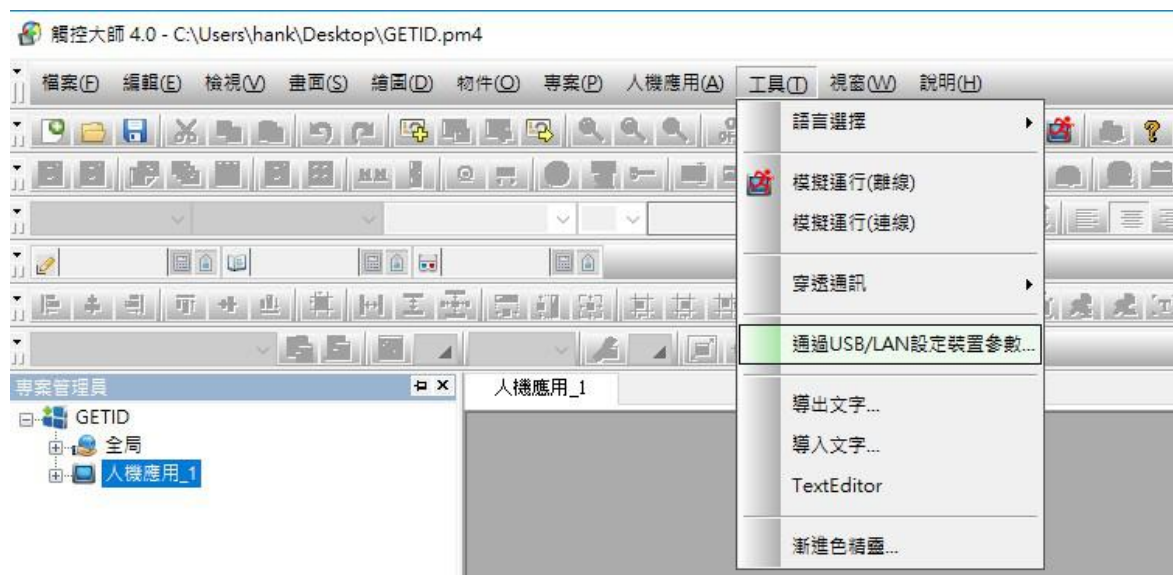 觸控大師 4.0 - C:\Users\hank\Desktop\GETID.pm4
檔案(F) 編輯(E) 檢視(V) 畫面(S) 繪圖(D) 物件(O) 專案(P) 人機應用(A) 工具(T) 視窗(W) 說明(H)
語言選擇
模擬運行(離線)
模擬運行(連線)
穿透通訊
通過USB/LAN設定裝置參數...
導出文字...
導入文字...
TextEditor
漸進色精靈...
專案管理員
人機應用_1
GETID
全局
人機應用_1